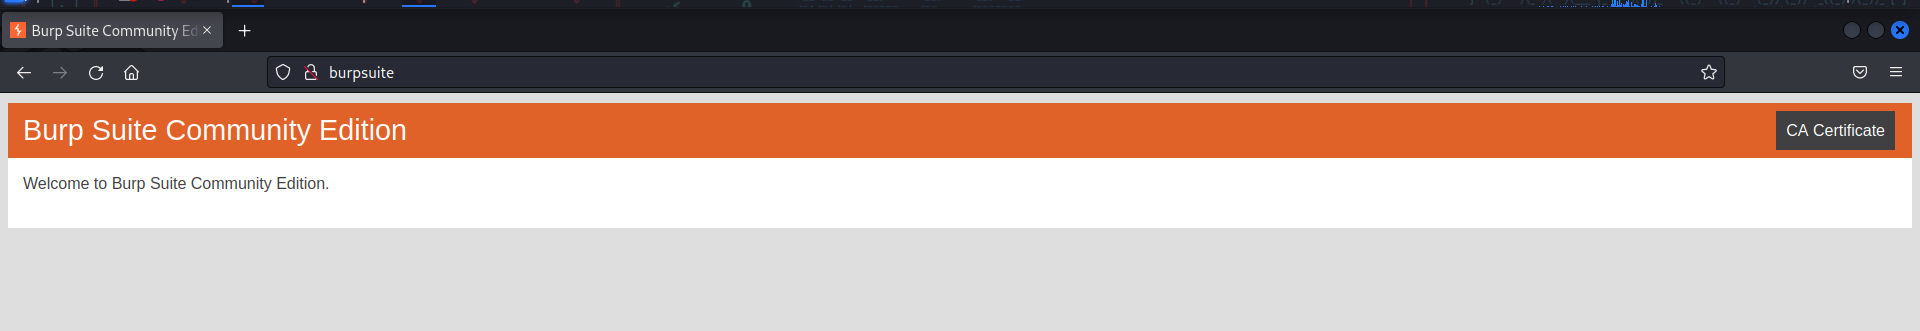 Burp Suite Community Ed
burpsuite
Burp Suite Community Edition
CA Certificate
Welcome to Burp Suite Community Edition.